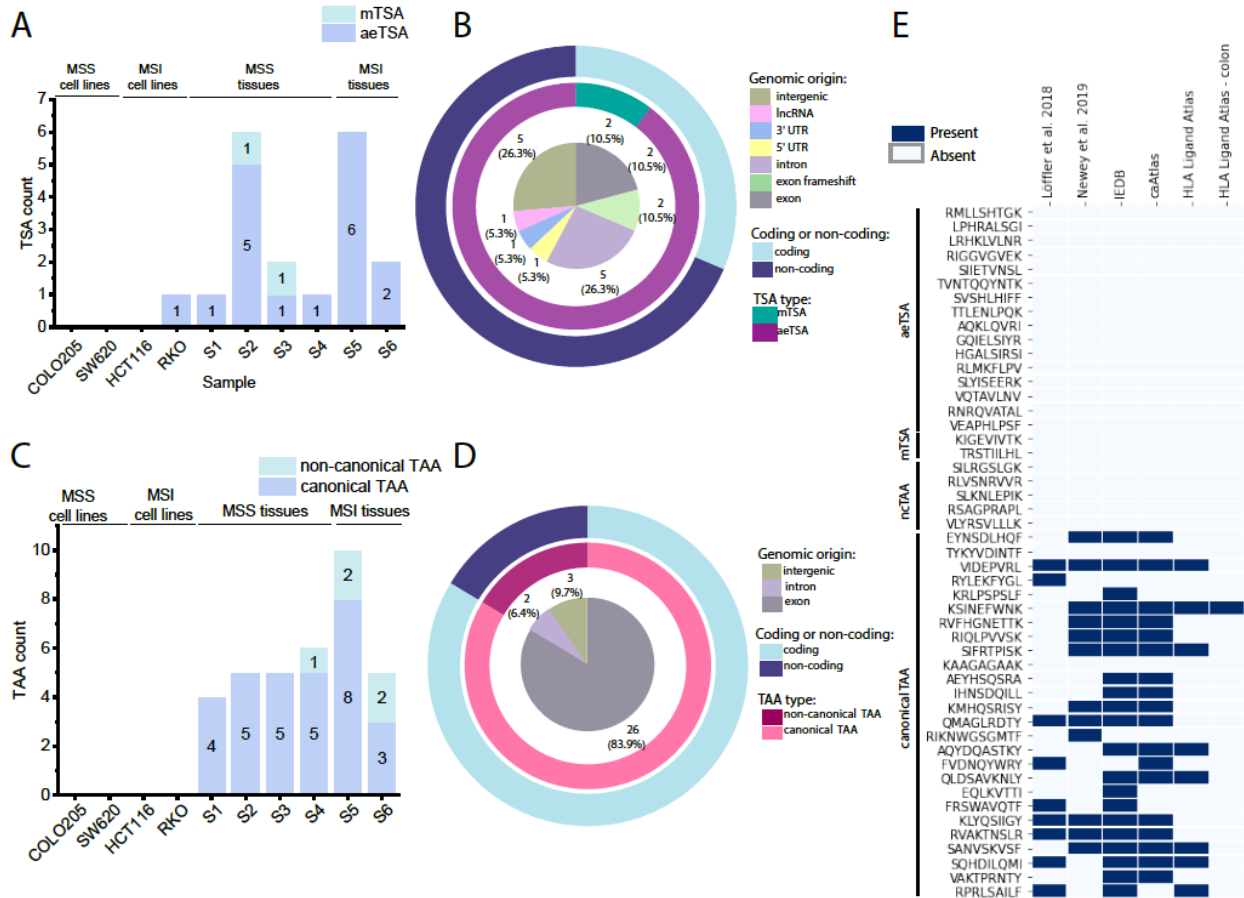 A
mTSA
aeTSA
MSS
cell lines
MSI
cell lines
MSS
tissues
MSI
tissues
TSA count
7
6
5
4
3
2
1
0
1
1
1
5
1
1
1
6
2
COLO205
SW620
HCT116
RKO
S1
S2
S3
S4
S5
S6
Sample
B
2
(10.5%)
2
(10.5%)
2
(10.5%)
5
(26.3%)
1
(5.3%)
1
(5.3%)
1
(5.3%)
5
(26.3%)
Genomic origin:
intergenic
lncRNA
3' UTR
5' UTR
intron
exon frameshift
exon
Coding or non-coding:
coding
non-coding
TSA type:
mTSA
aeTSA
C
non-canonical TAA
canonical TAA
MSS
cell lines
MSI
cell lines
MSS tissues
MSI tissues
TAA count
10
8
6
4
2
0
4
5
5
1
5
2
8
2
3
COLO205
SW620
HCT116
RKO
S1
S2
S3
S4
S5
S6
D
3
(9.7%)
2
(6.4%)
26
(83.9%)
Genomic origin:
intergenic
intron
exon
Coding or non-coding:
coding
non-coding
TAA type:
non-canonical TAA
canonical TAA
E
Present
Absent
Löffler et al. 2018
Newey et al. 2019
IEDB
caAtlas
HLA Ligand Atlas
HLA Ligand Atlas - colon
aeTSA
RMLLSHTGK
LPHRALSGI
LRHKLVLNR
RIGGVGVEK
SIIETVNSL
TVNTQQYNTK
SVSHLHIFF
TTLENLPQK
AQKLQVRI
GQIELSIYR
HGALSIRSI
RLMKFLPV
SLYISEERK
VQTAVLNV
RNRQVATAL
VEAPHLPSF
mTSA
KIGEVIVTK
TRSTIILHL
ncTAA
SILRGSLGK
RLVSNRVVR
SLKNLEPIK
RSAGPRAPL
VLYRSVLLLK
canonical TAA
EYNSDLHQF
TYKYVDINTF
VIDEPVRL
RYLEKFYGL
KRLPSPSLF
KSINEFWNK
RVFHGNETTK
RIQLPVVSK
SIFRTPISK
KAAGAGAAK
AEYHSQSRA
IHNSDQILL
KMHQSRISY
QMAGLRDTY
RIKNWGSGMTF
AQYDQASTKY
FVDNQYWRY
QLDSAVKNLY
EQLKVTTI
FRSWAVQTF
KLYQSIIGY
RVAKTNSLR
SANVSKVSF
SQHDILQMI
VAKTPRNTY
RPRLSAILF